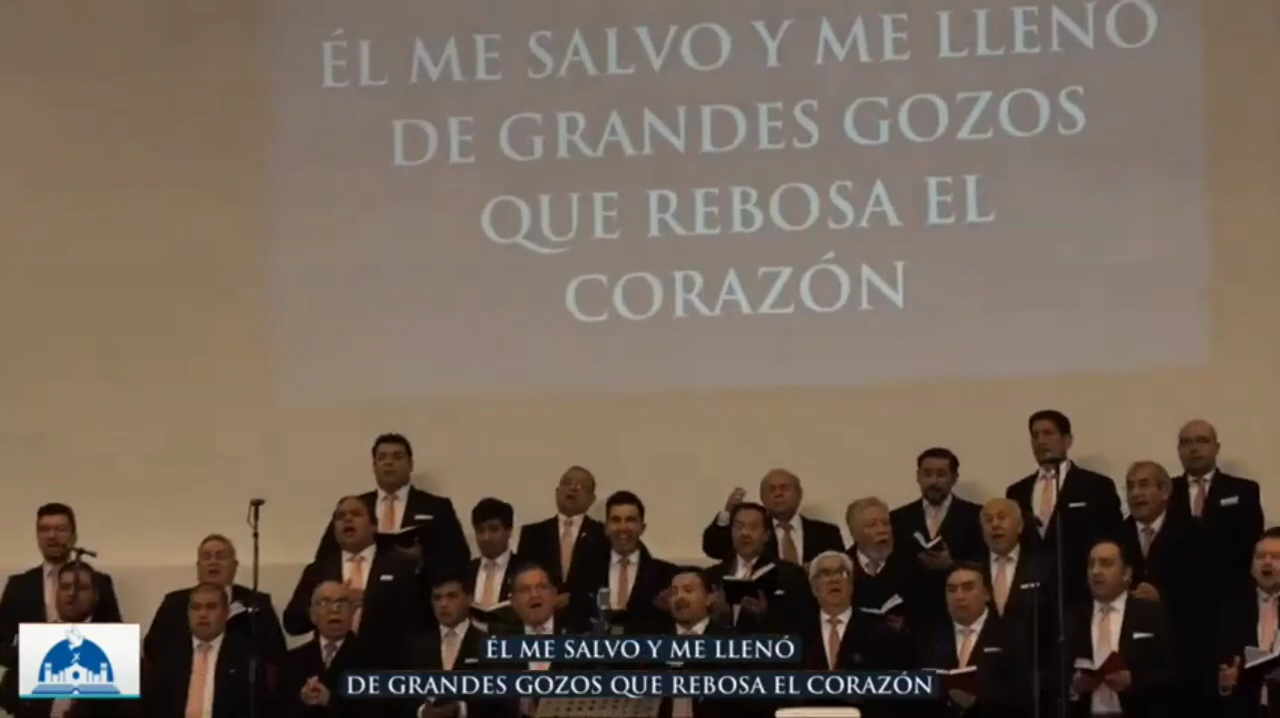 ÉL ME SALVO Y ME LLENÓ
DE GRANDES GOZOS
QUE REBOSA EL
CORAZÓN
ÉL ME SALVO Y ME LLENÓ
DE GRANDES GOZOS QUE REBOSA EL CORAZÓN